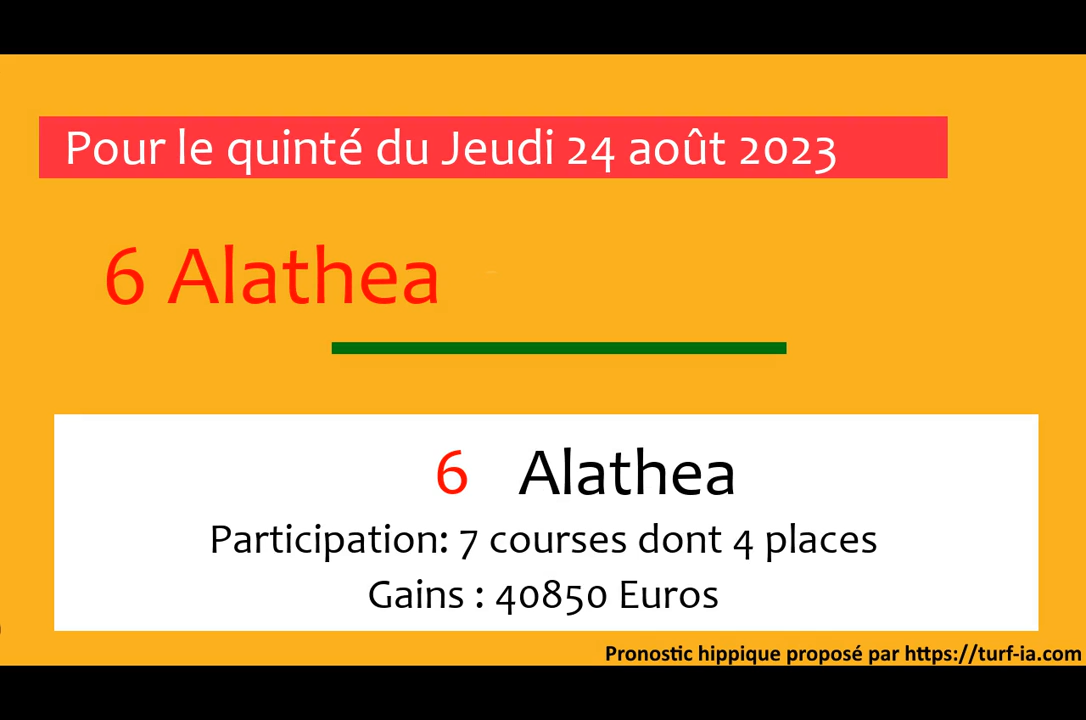 Pour le quinté du Jeudi 24 août 2023
6 Alathea
6 Alathea
Participation: 7 courses dont 4 places
Gains : 40850 Euros
Pronostic hippique proposé par https://turf-ia.com